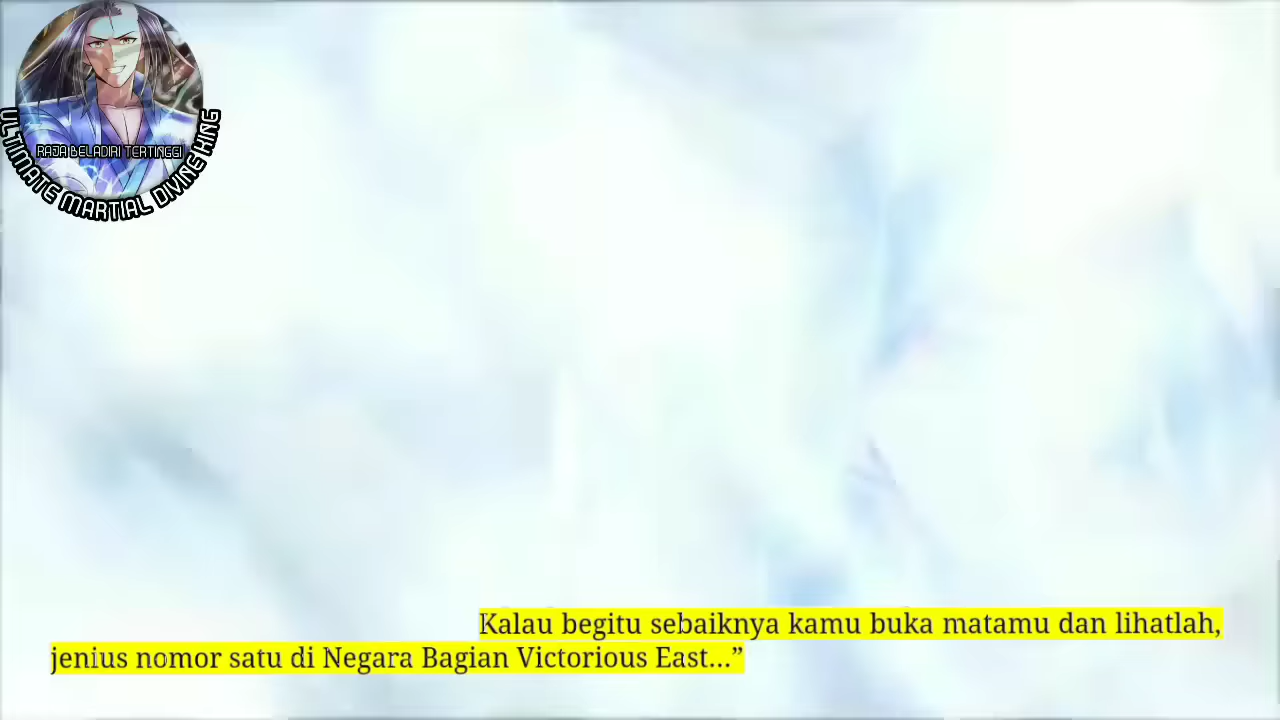 RAJA BELADIRI TERTINGGI
ULTIMATE MARTIAL DIVINE KING
Kalau begitu sebaiknya kamu buka matamu dan lihatlah,
jenius nomor satu di Negara Bagian Victorious East...”